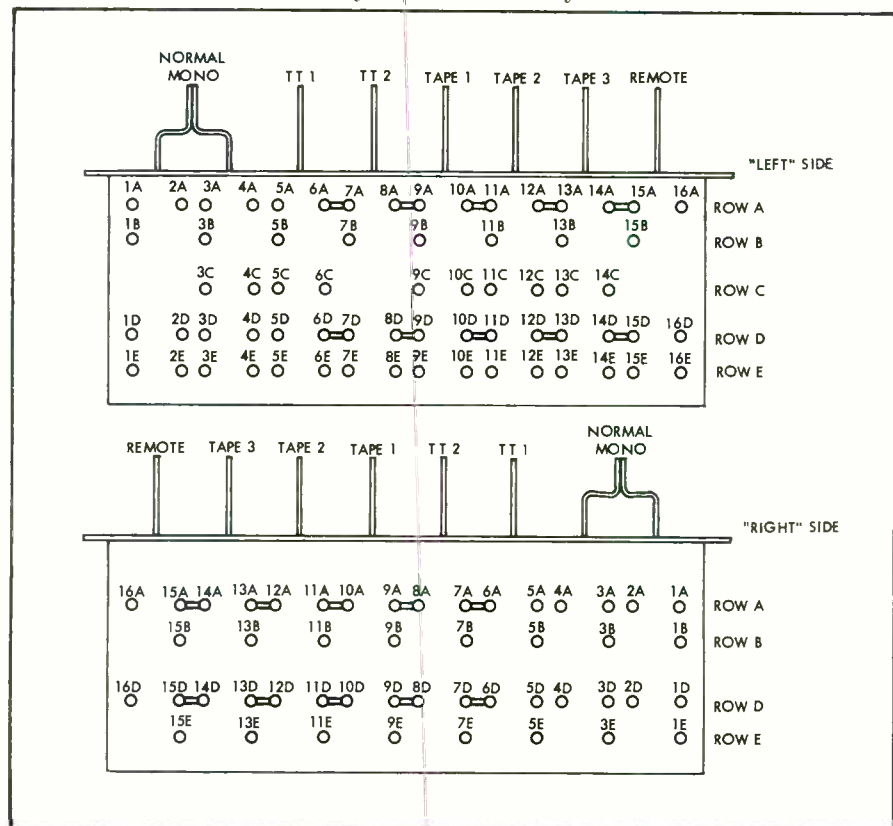 NORMAL
MONO
TT 1
TT 2
TAPE 1
TAPE 2
TAPE 3
REMOTE
"LEFT" SIDE
1A 2A 3A 4A 5A 6A 7A 8A 9A 10A 11A 12A 13A 14A 15A 16A
ROW A
1B 3B 5B 7B 9B 11B 13B 15B
ROW B
3C 4C 5C 6C 9C 10C 11C 12C 13C 14C
ROW C
1D 2D 3D 4D 5D 6D 7D 8D 9D 10D 11D 12D 13D 14D 15D 16D
ROW D
1E 2E 3E 4E 5E 6E 7E 8E 9E 10E 11E 12E 13E 14E 15E 16E
ROW E
REMOTE
TAPE 3
TAPE 2
TAPE 1
TT 2
TT 1
NORMAL
MONO
"RIGHT" SIDE
16A 15A 14A 13A 12A 11A 10A 9A 8A 7A 6A 5A 4A 3A 2A 1A
ROW A
15B 13B 11B 9B 7B 5B 3B 1B
ROW B
16D 15D 14D 13D 12D 11D 10D 9D 8D 7D 6D 5D 4D 3D 2D 1D
ROW D
15E 13E 11E 9E 7E 5E 3E 1E
ROW E